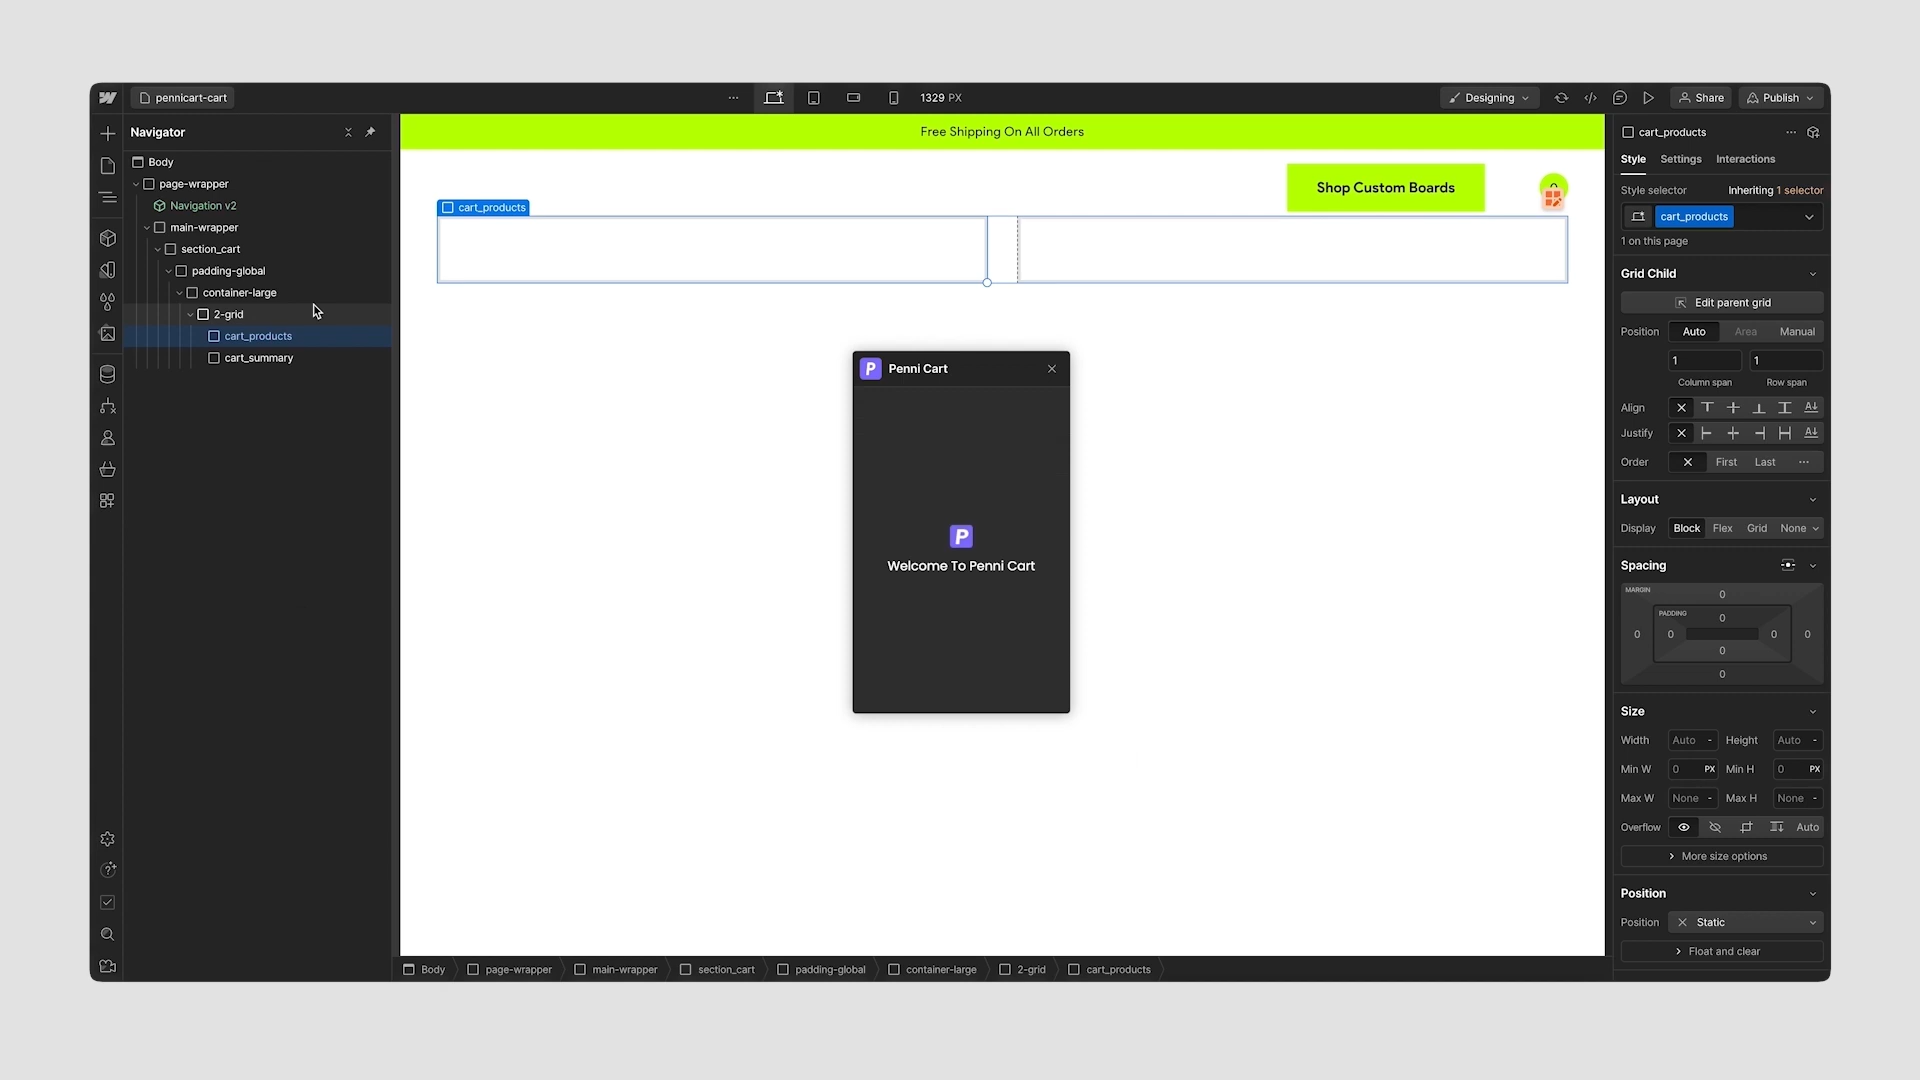 pennicart-cart
1329 PX
Designing
Share
Publish
Navigator
Body
page-wrapper
Navigation v2
main-wrapper
section_cart
padding-global
container-large
2-grid
cart_products
cart_summary
Free Shipping On All Orders
Shop Custom Boards
cart_products
P Penni Cart
P
Welcome To Penni Cart
Body
page-wrapper
main-wrapper
section_cart
padding-global
container-large
2-grid
cart_products
cart_products
Style
Settings
Interactions
Style selector
Inheriting 1 selector
cart_products
1 on this page
Grid Child
Edit parent grid
Position
Auto
Area
Manual
1
1
Column span
Row span
Align
Justify
Order
First
Last
Layout
Display
Block
Flex
Grid
None
Spacing
MARGIN
0
PADDING
0
0
0
0
0
0
0
Size
Width
Auto -
Height
Auto -
Min W
0 PX
Min H
0 PX
Max W
None -
Max H
None -
Overflow
Auto
More size options
Position
Position
Static
Float and clear